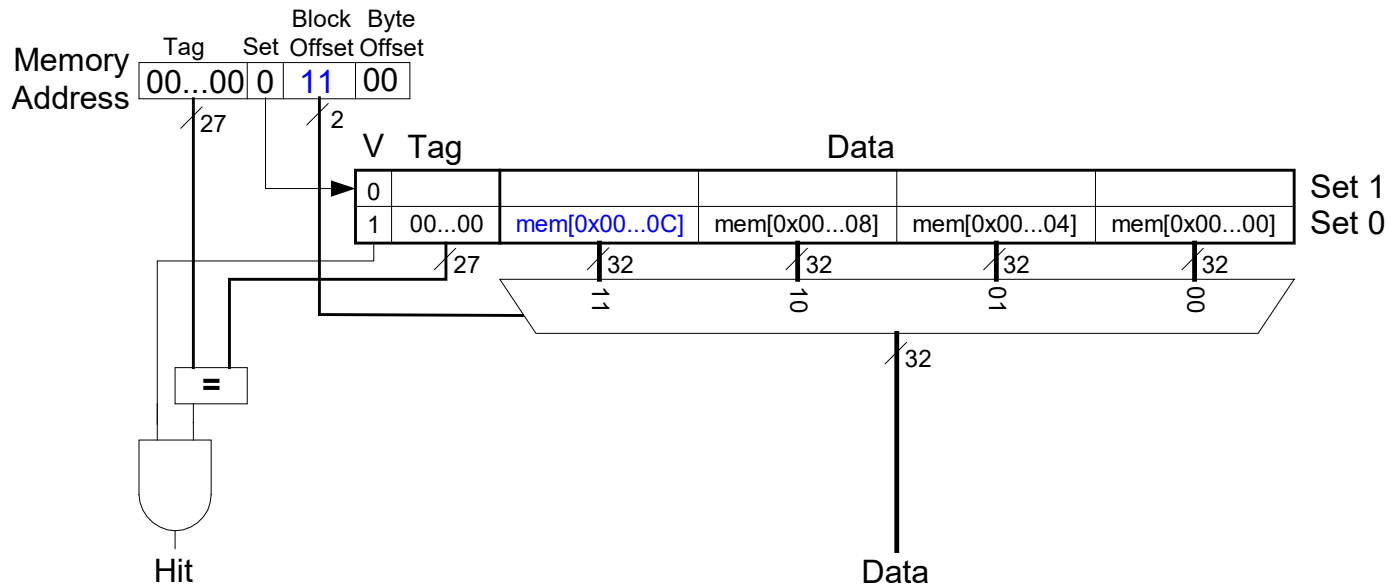 Block Byte
Tag Set Offset Offset
Memory Address 00...00 0 11 00
27 2
V Tag Data
0 Set 1
1 00...00 mem[0x00...0C] mem[0x00...08] mem[0x00...04] mem[0x00...00] Set 0
27 32 32 32 32
11 10 01 00
32
=
Hit Data